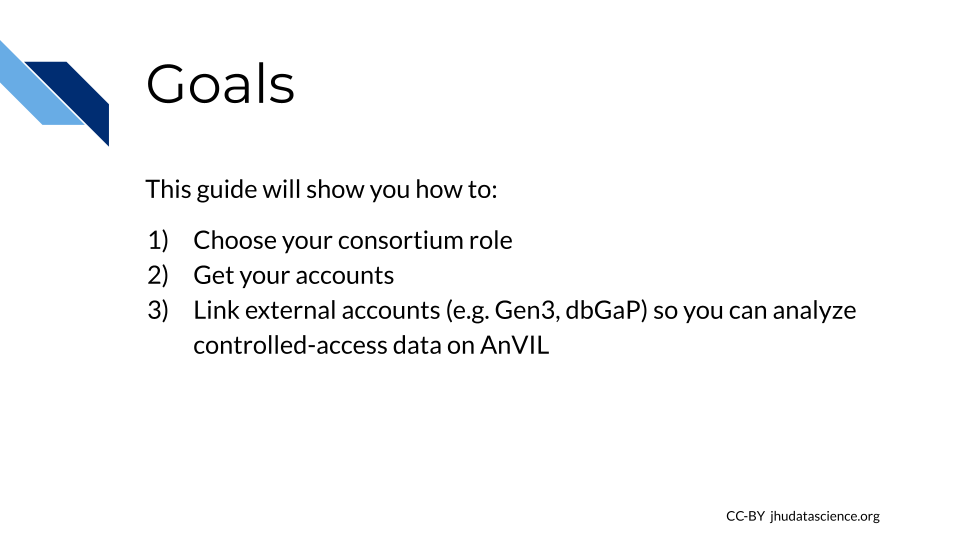 Goals
This guide will show you how to:
1) Choose your consortium role
2) Get your accounts
3) Link external accounts (e.g. Gen3, dbGaP) so you can analyze
controlled-access data on AnVIL
CC-BY jhudatascience.org